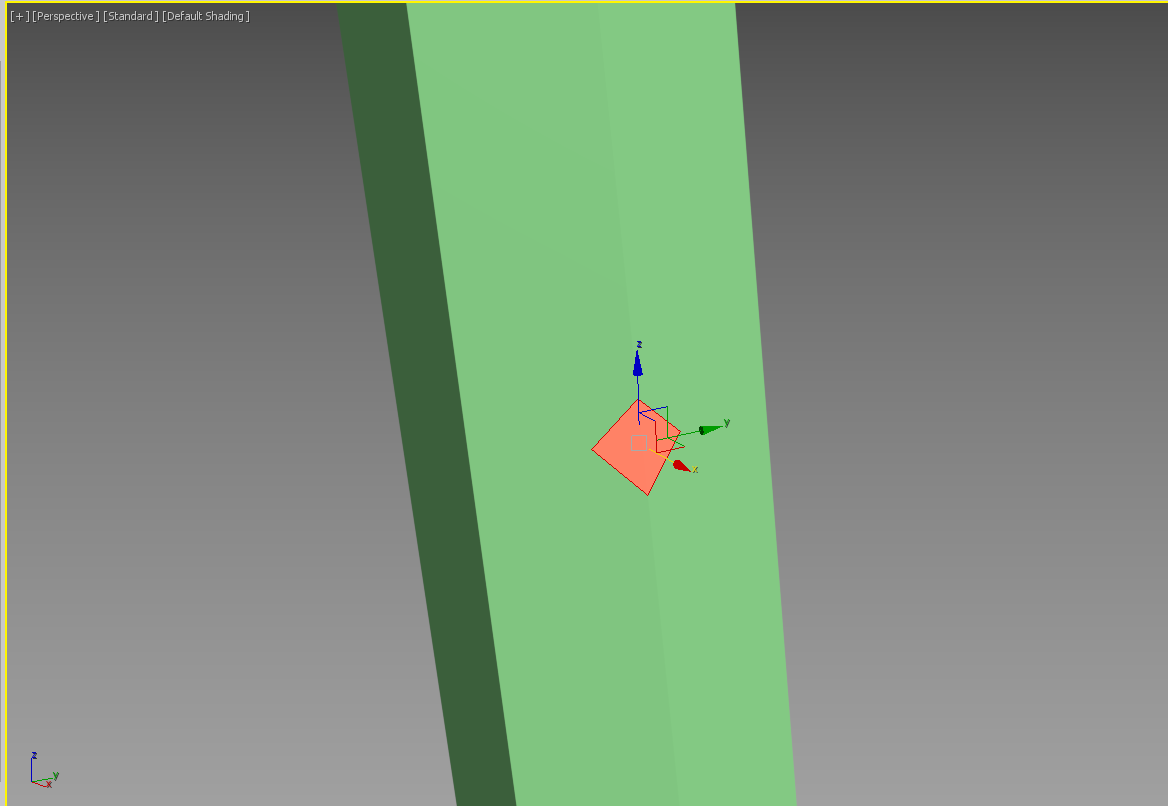 [+] [Perspective] [Standard] [Default Shading]
z
y
x
z
y
x